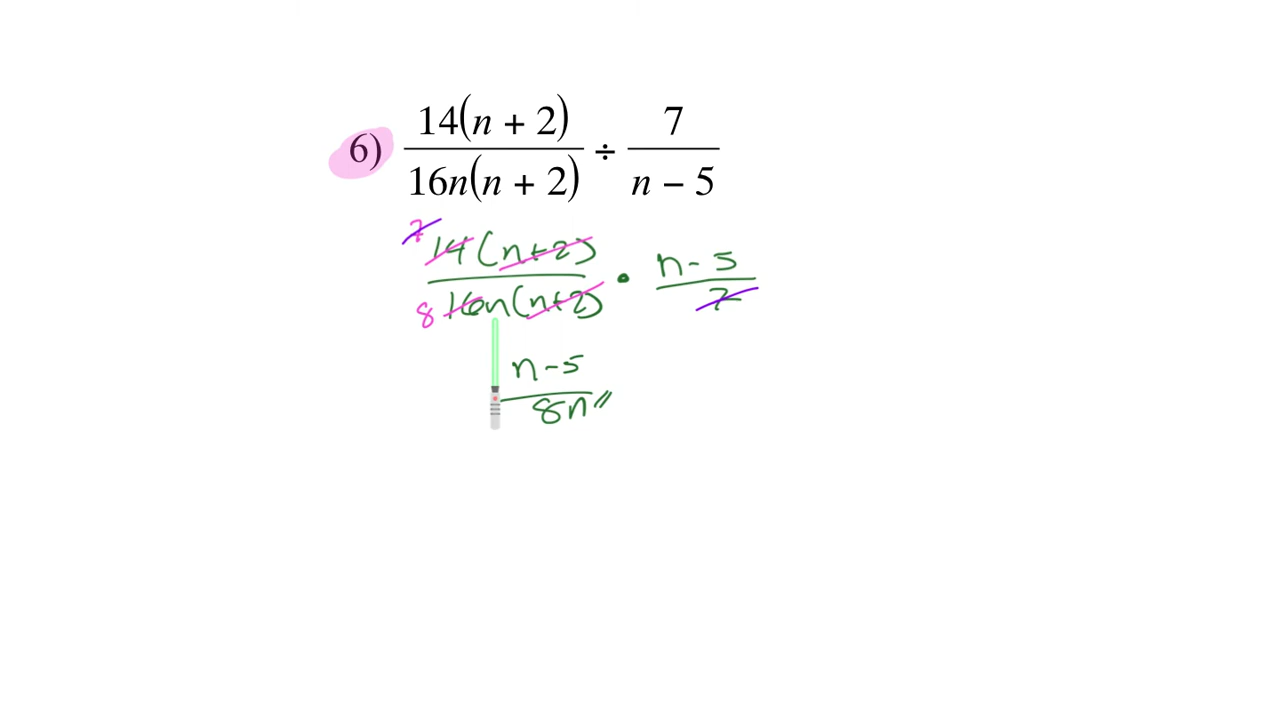 6) 14(n + 2) / 16n(n + 2) ÷ 7 / n − 5
7 14(n+2) / 8 16n(n+2) • n-5 / 7
n-5 / 8n //